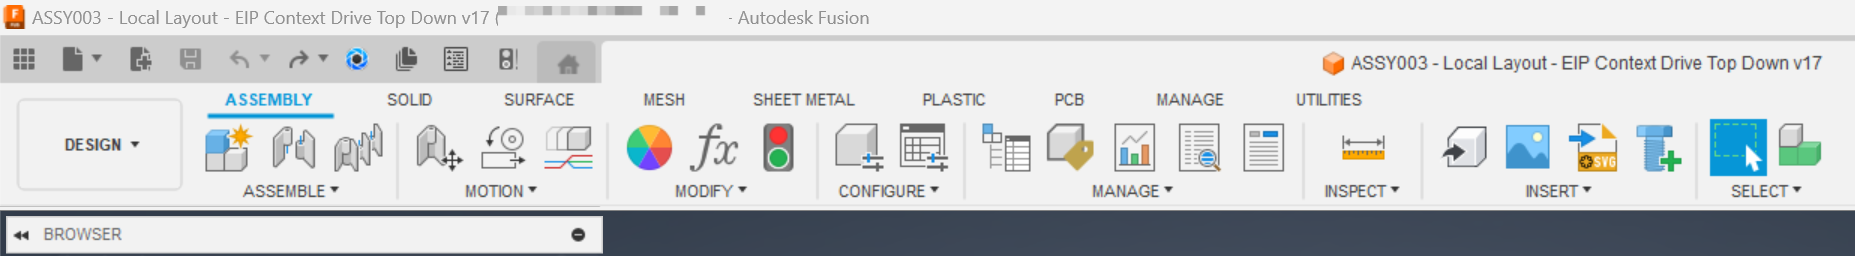 ASSY003 - Local Layout - EIP Context Drive Top Down v17 ( - Autodesk Fusion
ASSY003 - Local Layout - EIP Context Drive Top Down v17
ASSEMBLY SOLID SURFACE MESH SHEET METAL PLASTIC PCB MANAGE UTILITIES
DESIGN
fx
SVG
ASSEMBLE MOTION MODIFY CONFIGURE MANAGE INSPECT INSERT SELECT
BROWSER